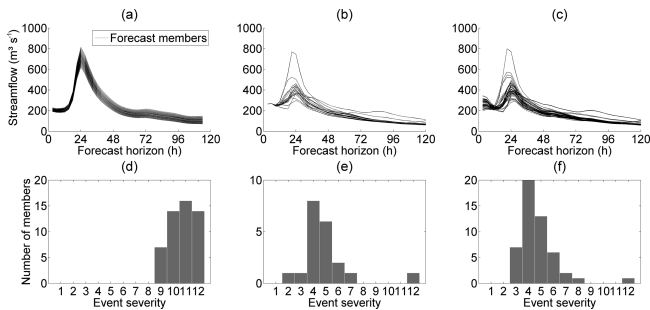 (a)
(b)
(c)
1000
800
600
400
200
0
Streamflow (m³ s⁻¹)
Forecast members
0 24 48 72 96 120
Forecast horizon (h)
1000
800
600
400
200
0
0 24 48 72 96 120
Forecast horizon (h)
1000
800
600
400
200
0
0 24 48 72 96 120
Forecast horizon (h)
(d)
(e)
(f)
20
15
10
5
0
Number of members
1 2 3 4 5 6 7 8 9 10 11 12
Event severity
10
5
0
1 2 3 4 5 6 7 8 9 10 11 12
Event severity
20
15
10
5
0
1 2 3 4 5 6 7 8 9 10 11 12
Event severity